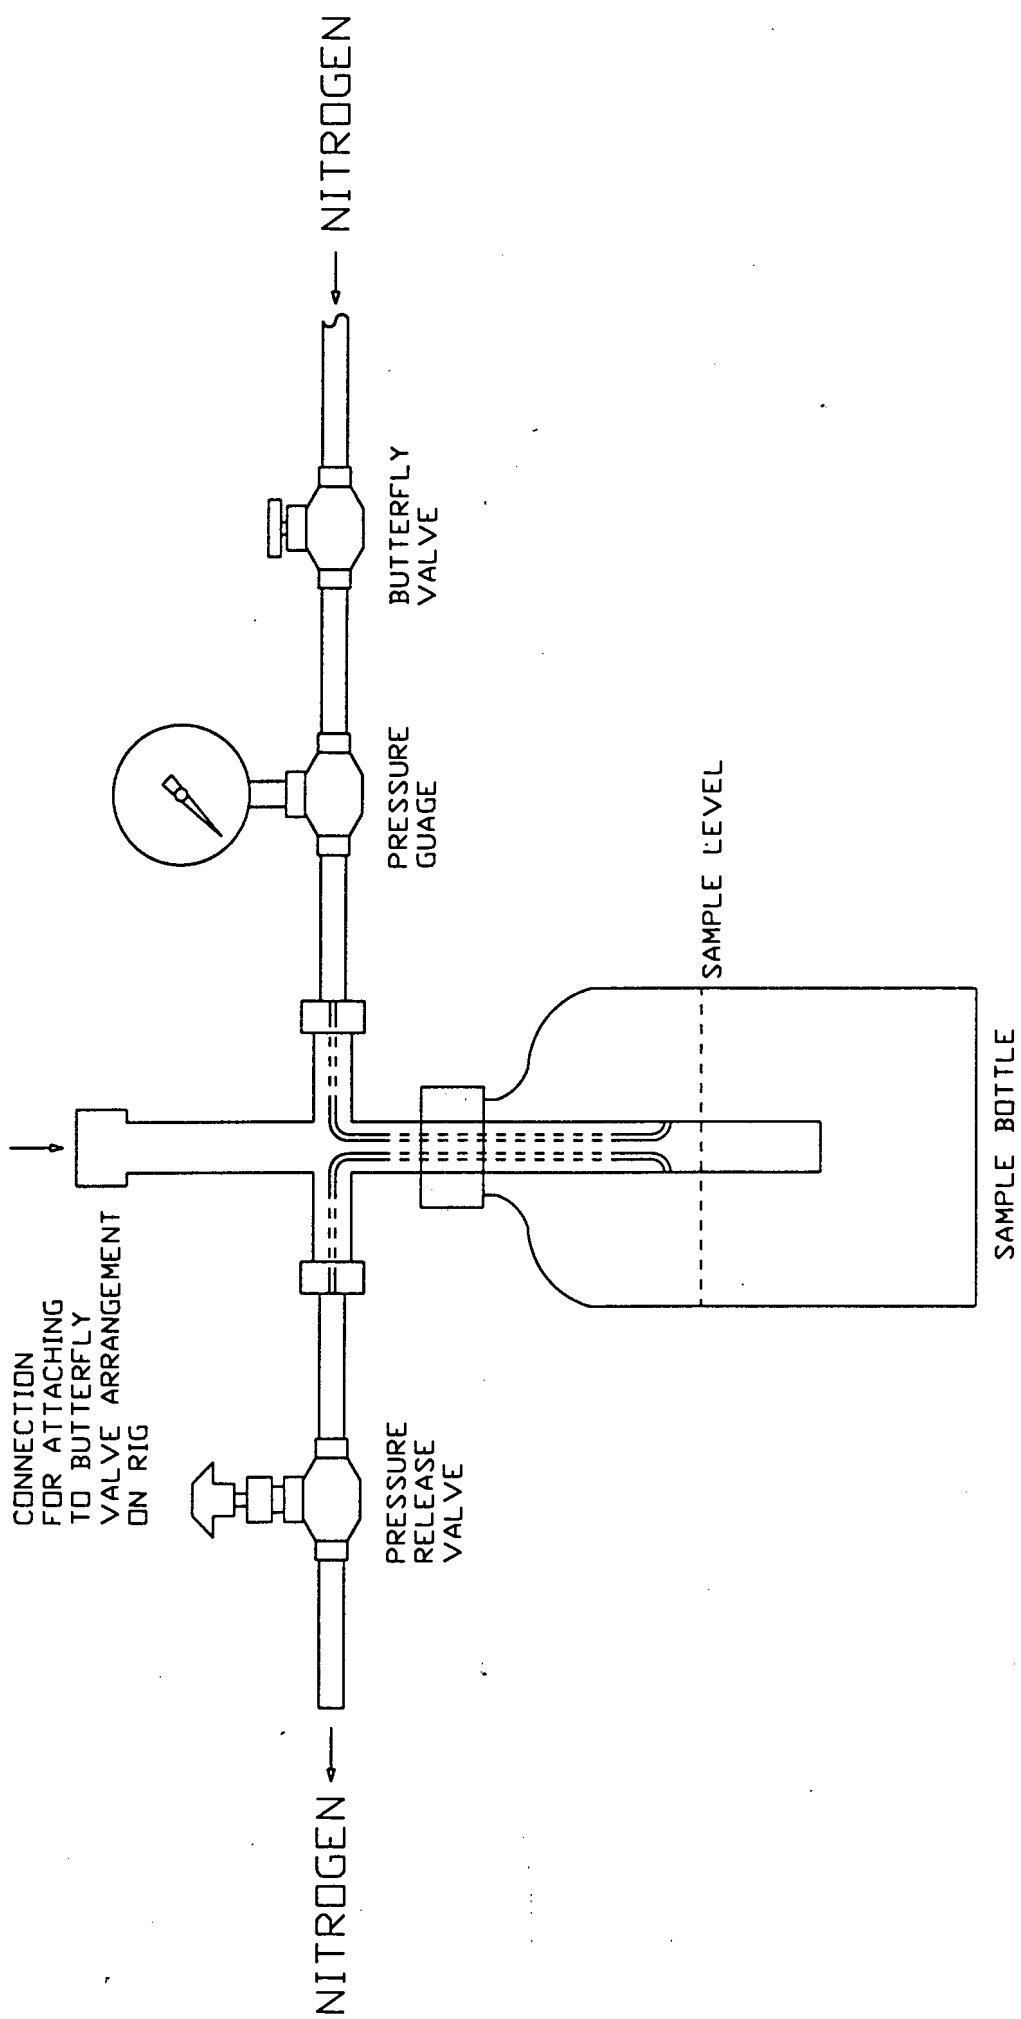 CONNECTION
FOR ATTACHING
TO BUTTERFLY
VALVE ARRANGEMENT
ON RIG
NITROGEN
NITROGEN
PRESSURE
RELEASE
VALVE
PRESSURE
GUAGE
BUTTERFLY
VALVE
SAMPLE LEVEL
SAMPLE BOTTLE